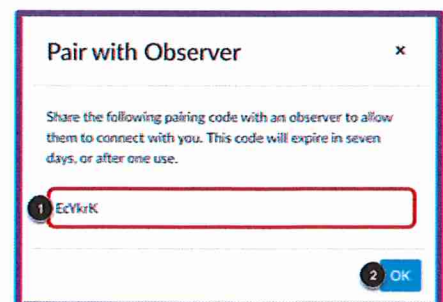 Pair with Observer ×
Share the following pairing code with an observer to allow
them to connect with you. This code will expire in seven
days, or after one use.
1 EcYkrK
2 OK